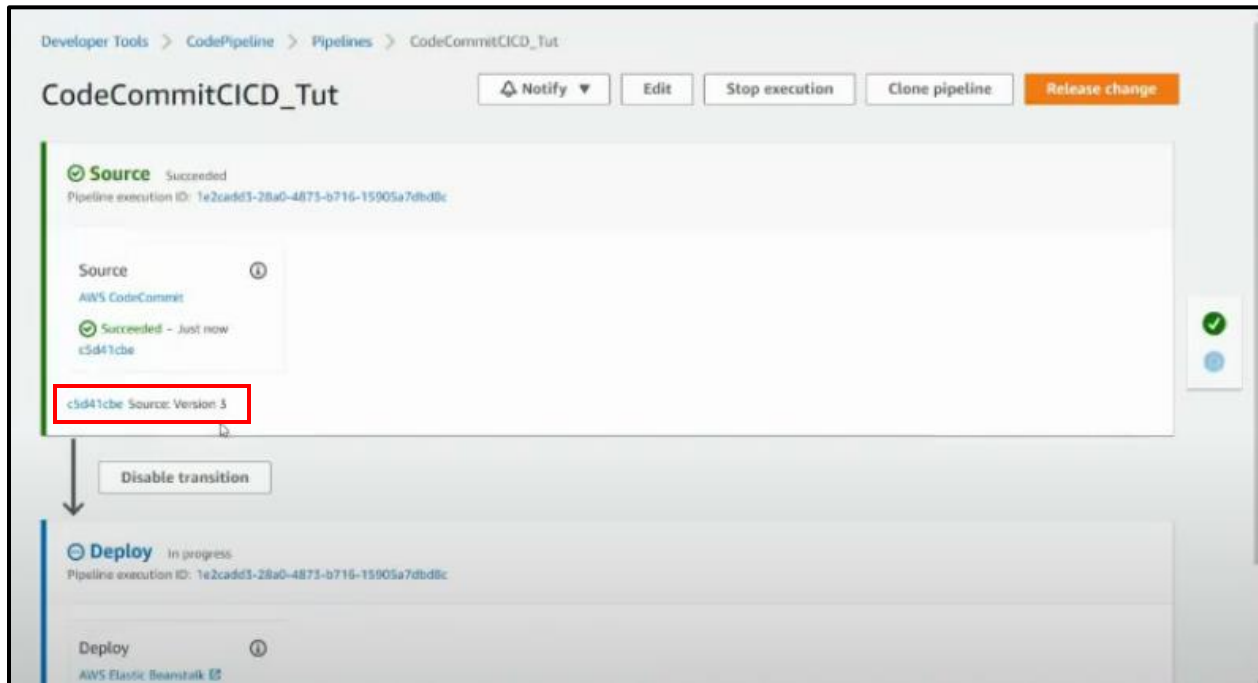 Developer Tools > CodePipeline > Pipelines > CodeCommitCICD_Tut
CodeCommitCICD_Tut
Notify ▼
Edit
Stop execution
Clone pipeline
Release change
Source Succeeded
Pipeline execution ID: 1e2cadd3-28a0-4873-b716-15905a7dbd8c
Source
AWS CodeCommit
Succeeded – Just now
c5d41cbe
c5d41cbe Source: Version 3
Disable transition
Deploy In progress
Pipeline execution ID: 1e2cadd3-28a0-4873-b716-15905a7dbd8c
Deploy
AWS Elastic Beanstalk